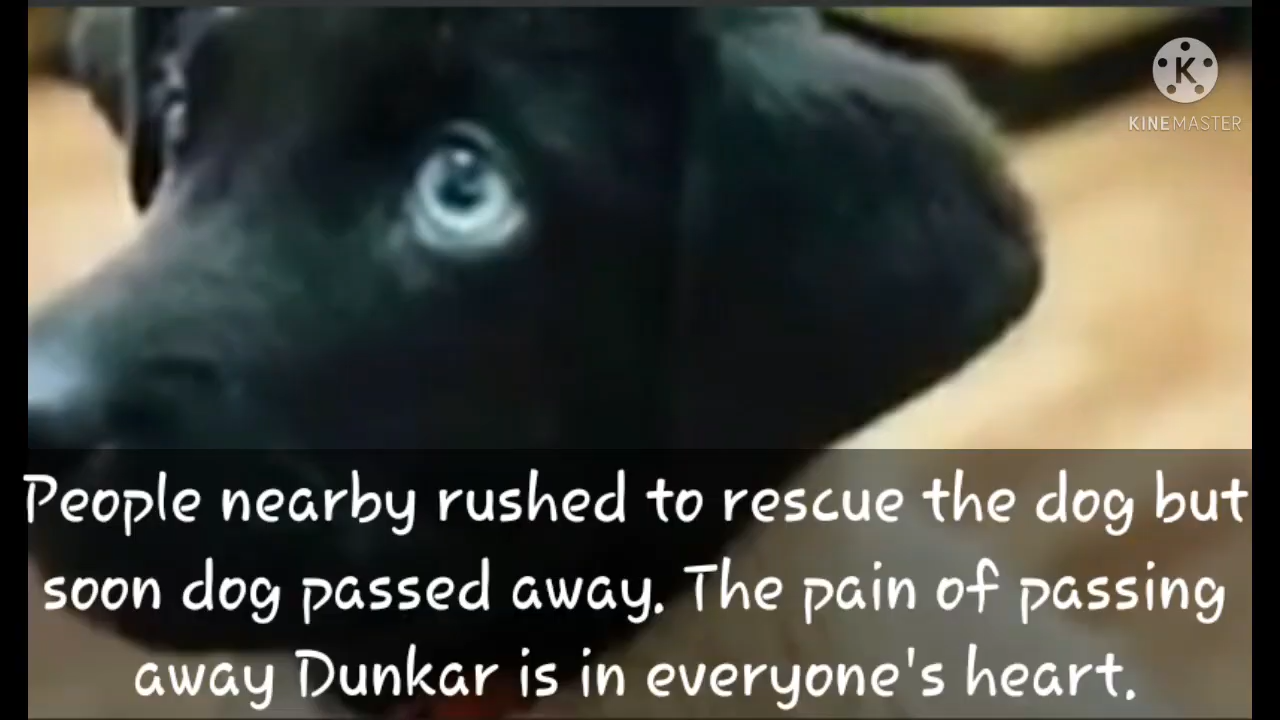 K
KINEMASTER
People nearby rushed to rescue the dog but
soon dog passed away. The pain of passing
away Dunkar is in everyone's heart.